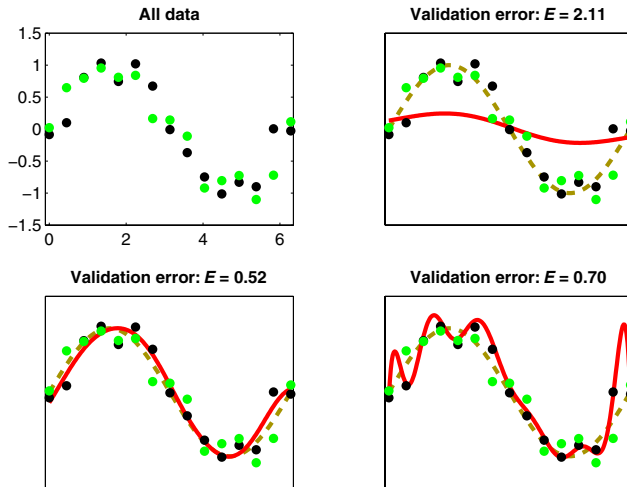 All data
Validation error: E = 2.11
1.5
1
0.5
0
−0.5
−1
−1.5
0
2
4
6
Validation error: E = 0.52
Validation error: E = 0.70